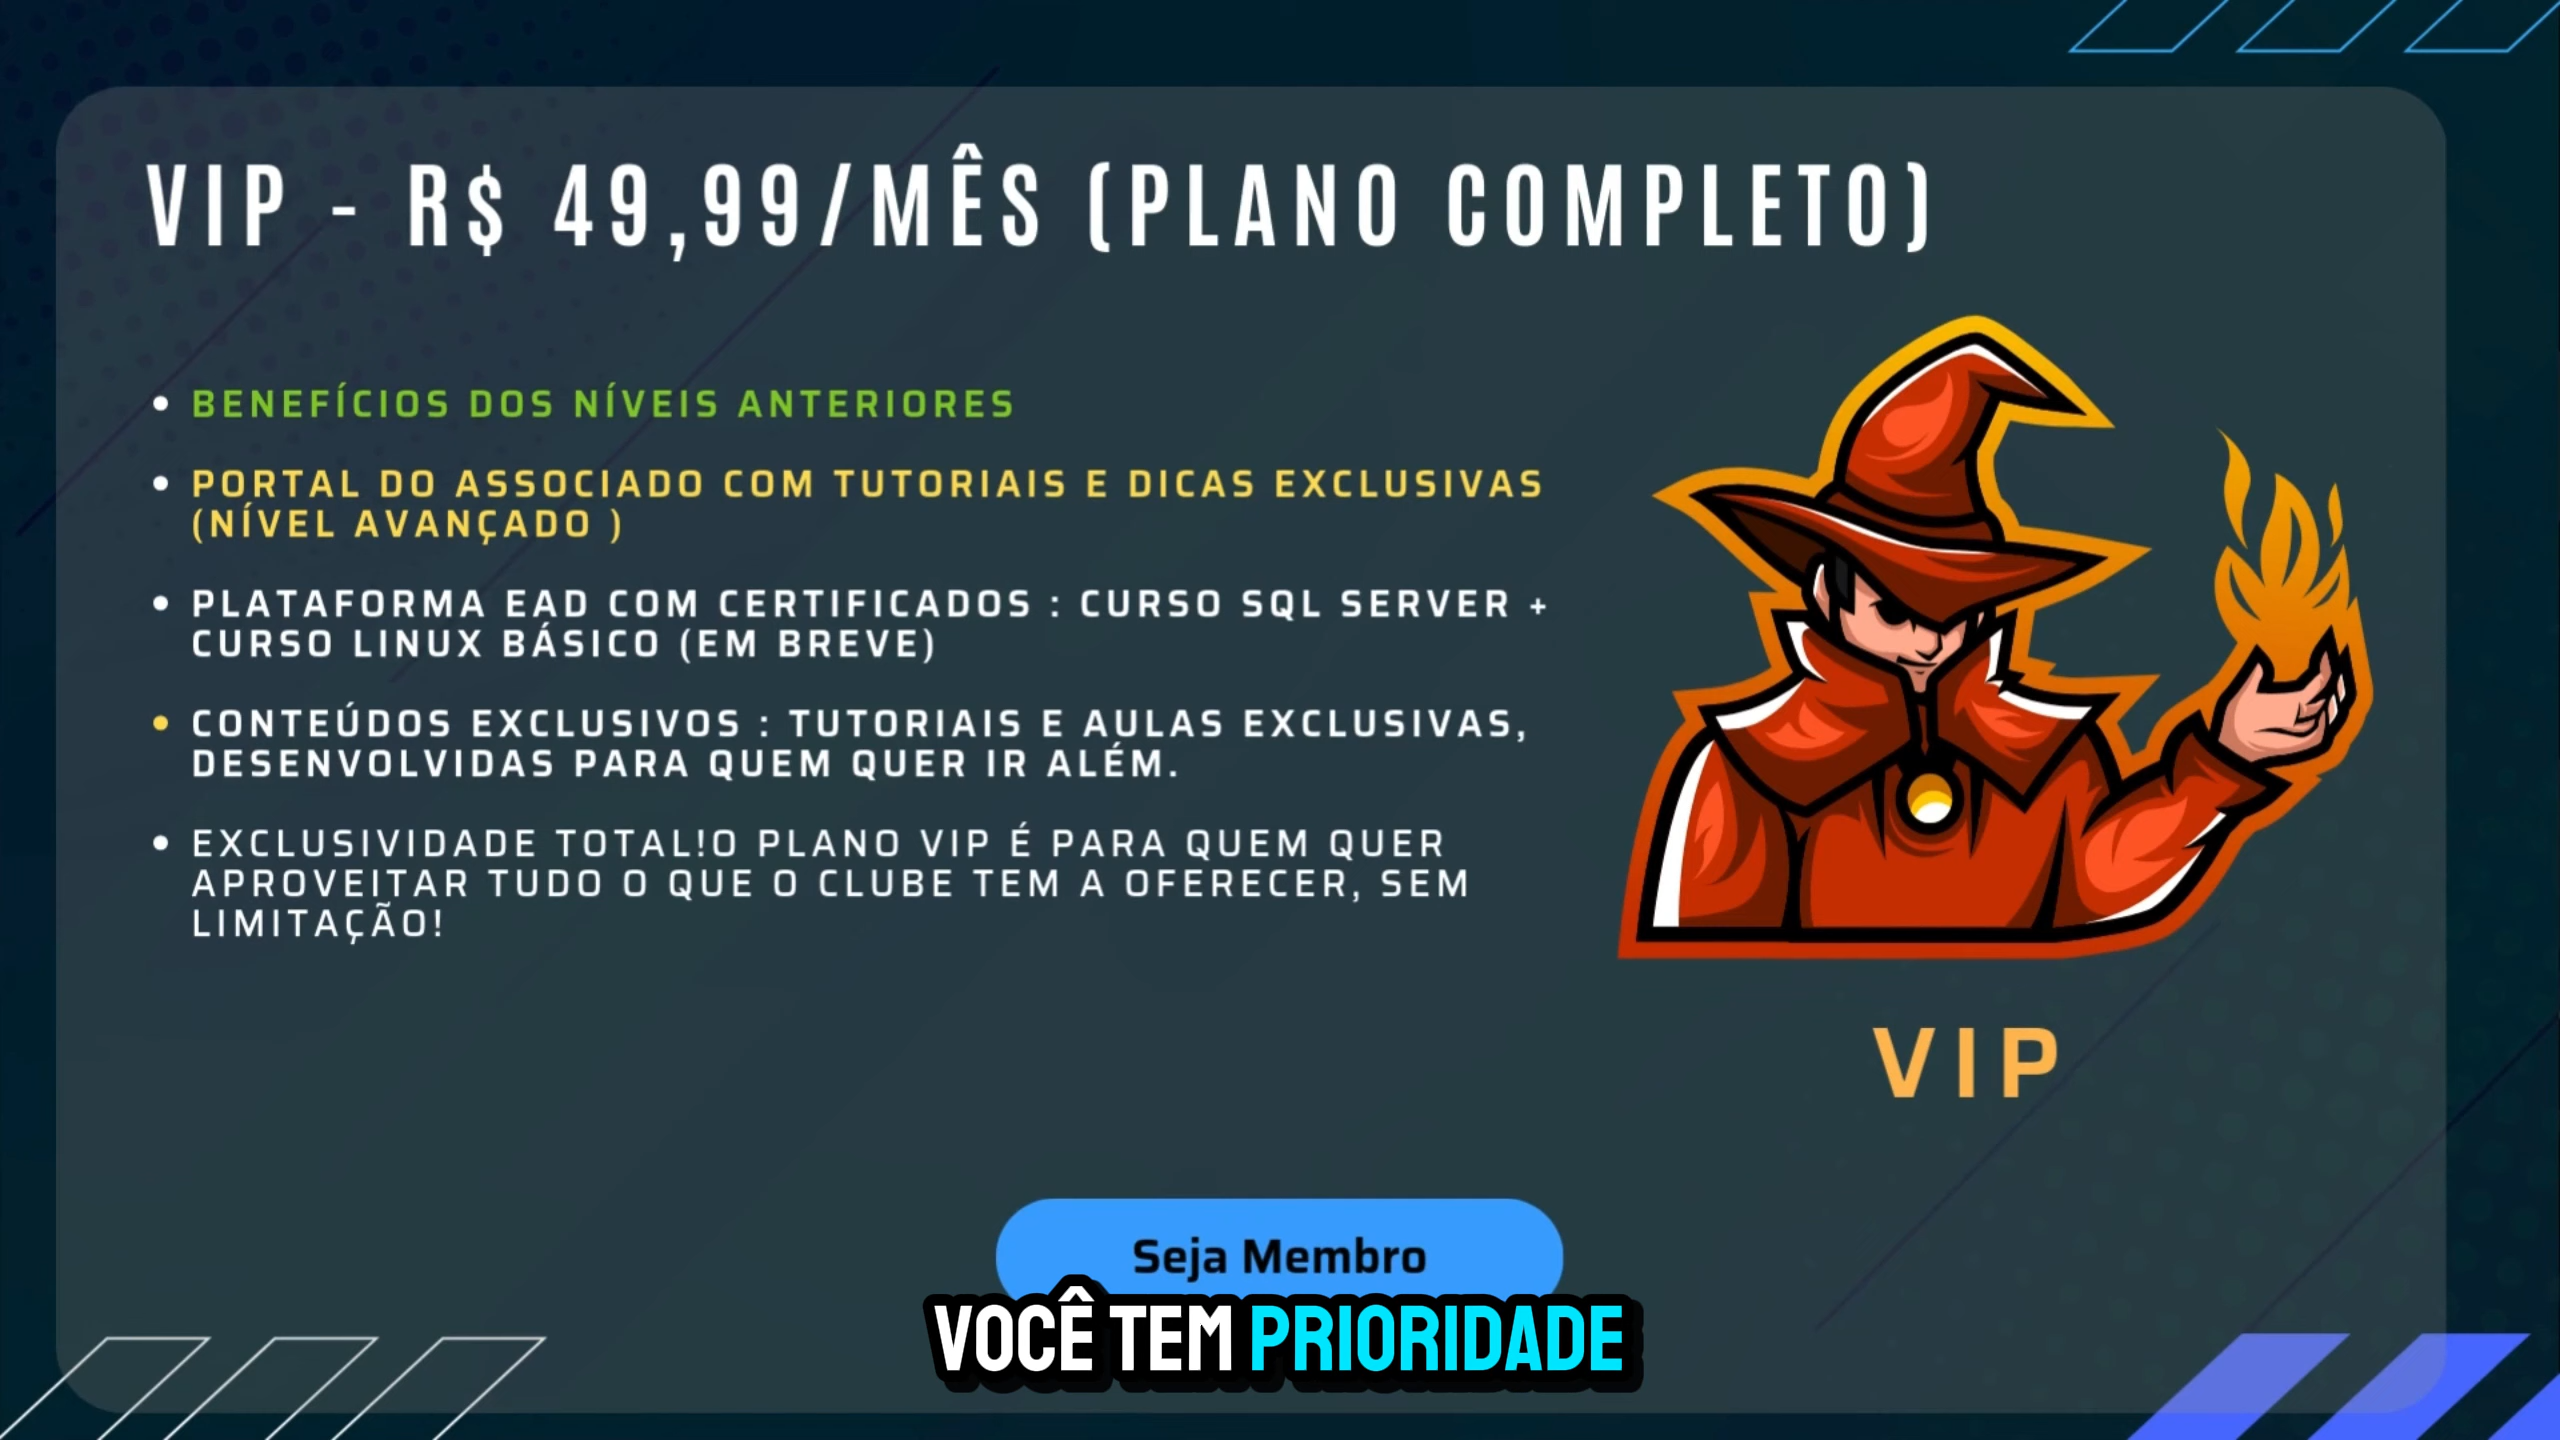 VIP - R$ 49,99/MÊS (PLANO COMPLETO)
• BENEFÍCIOS DOS NÍVEIS ANTERIORES
• PORTAL DO ASSOCIADO COM TUTORIAIS E DICAS EXCLUSIVAS
(NÍVEL AVANÇADO )
• PLATAFORMA EAD COM CERTIFICADOS : CURSO SQL SERVER +
CURSO LINUX BÁSICO (EM BREVE)
• CONTEÚDOS EXCLUSIVOS : TUTORIAIS E AULAS EXCLUSIVAS,
DESENVOLVIDAS PARA QUEM QUER IR ALÉM.
• EXCLUSIVIDADE TOTAL!O PLANO VIP É PARA QUEM QUER
APROVEITAR TUDO O QUE O CLUBE TEM A OFERECER, SEM
LIMITAÇÃO!
VIP
Seja Membro
VOCÊ TEM PRIORIDADE